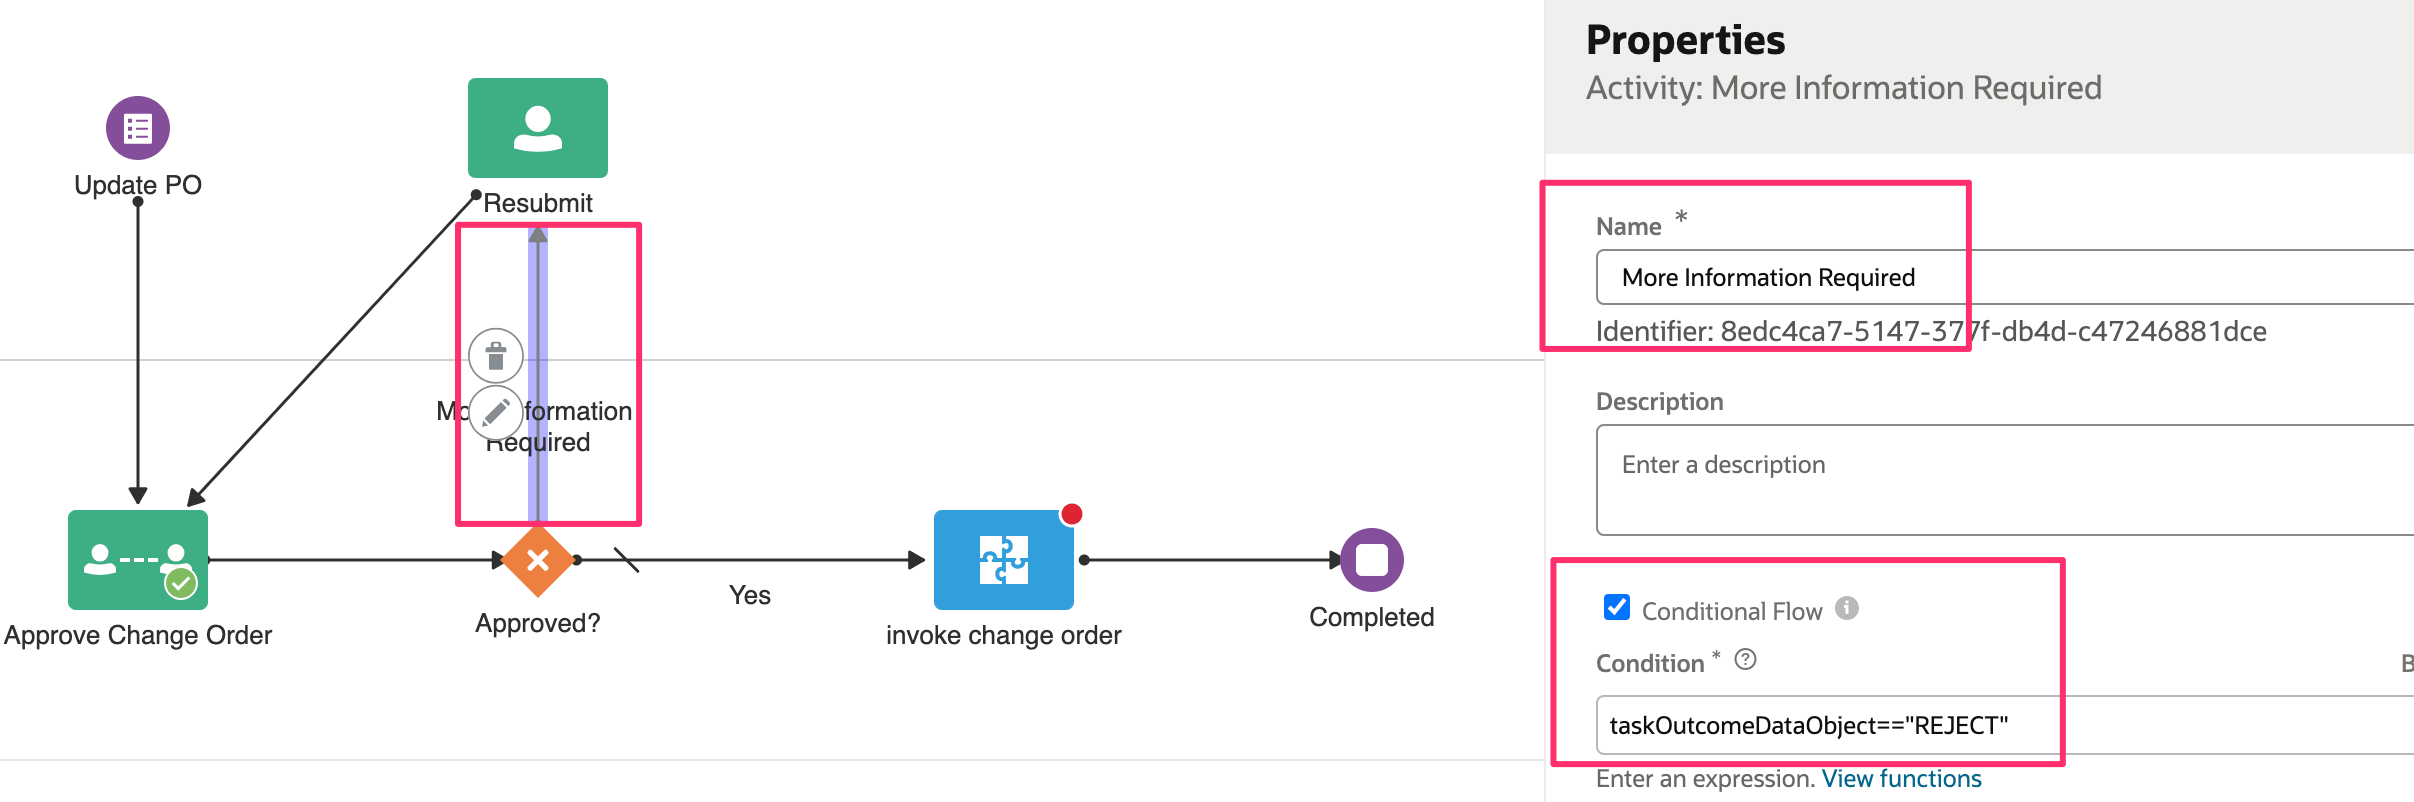 Update PO
Resubmit
Mo formation
Required
Approve Change Order
Approved?
Yes
invoke change order
Completed
Properties
Activity: More Information Required
Name *
More Information Required
Identifier: 8edc4ca7-5147-377f-db4d-c47246881dce
Description
Enter a description
Conditional Flow
Condition *
B
taskOutcomeDataObject=="REJECT"
Enter an expression. View functions